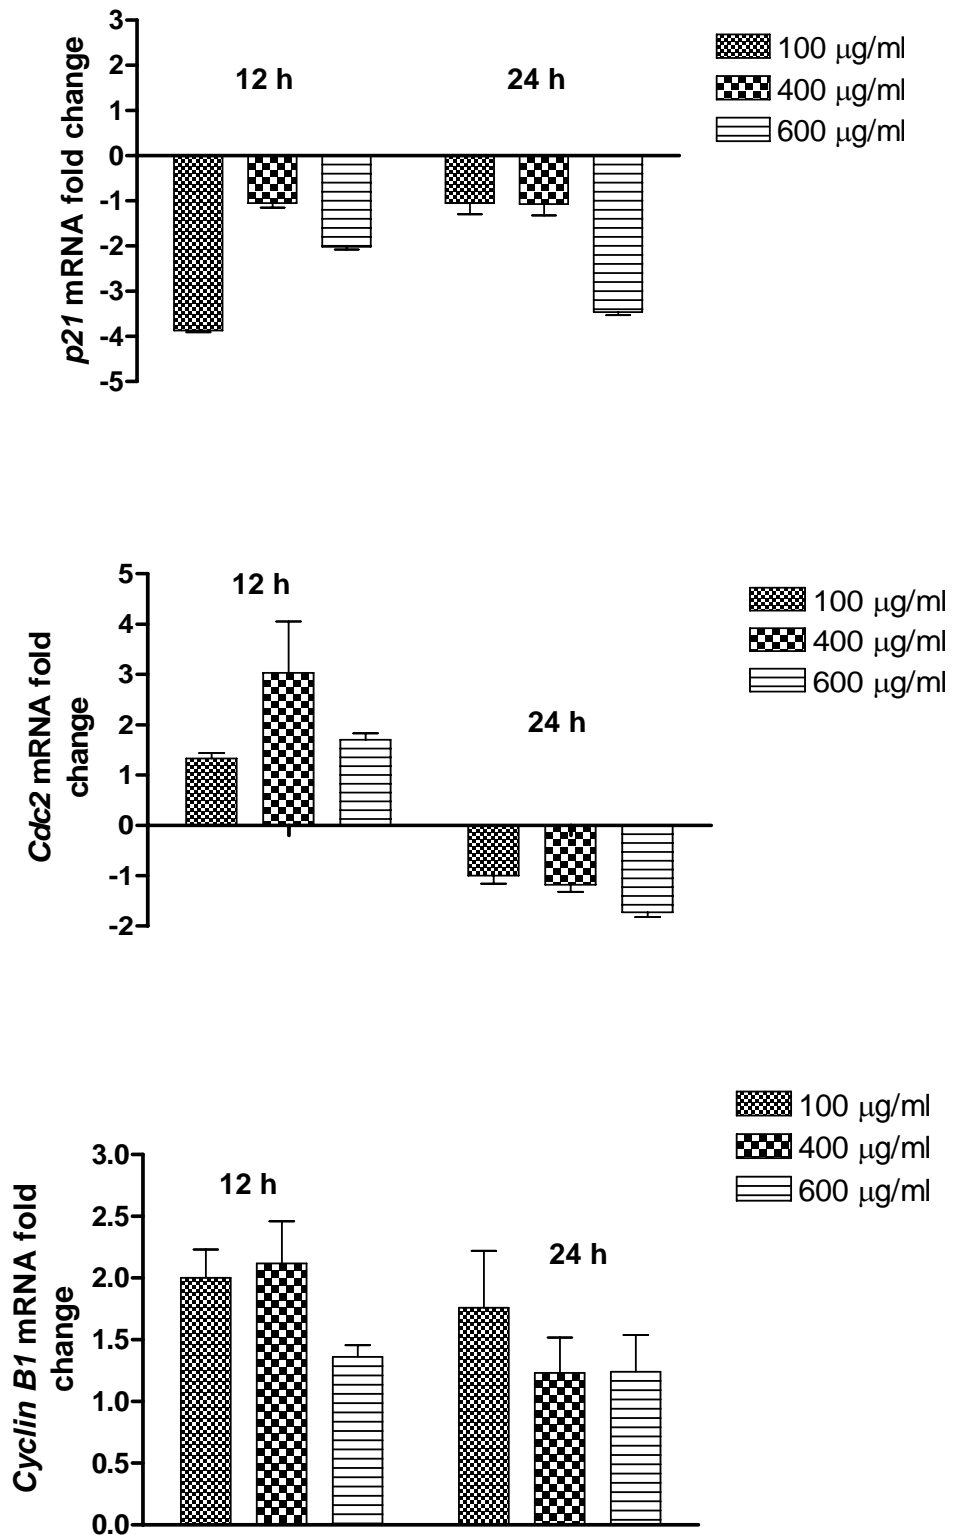 p21 mRNA fold change
3
2
1
0
-1
-2
-3
-4
-5
12 h
24 h
100 μg/ml
400 μg/ml
600 μg/ml
Cdc2 mRNA fold
change
5
4
3
2
1
0
-1
-2
12 h
24 h
100 μg/ml
400 μg/ml
600 μg/ml
Cyclin B1 mRNA fold
change
3.0
2.5
2.0
1.5
1.0
0.5
0.0
12 h
24 h
100 μg/ml
400 μg/ml
600 μg/ml